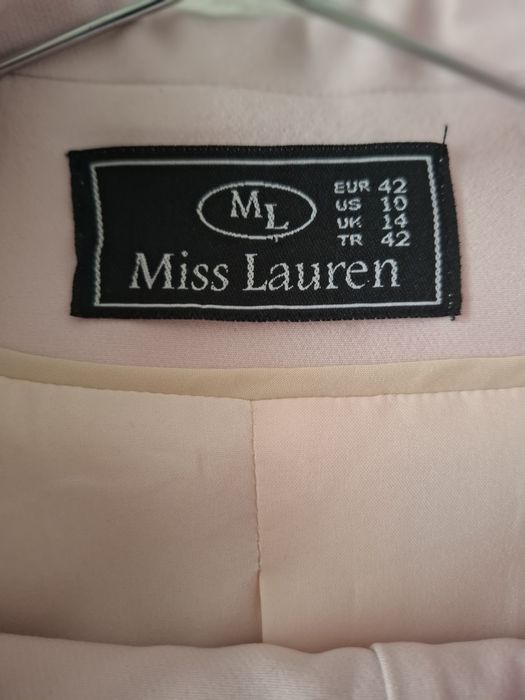 ML
EUR 42
US 10
UK 14
TR 42
Miss Lauren